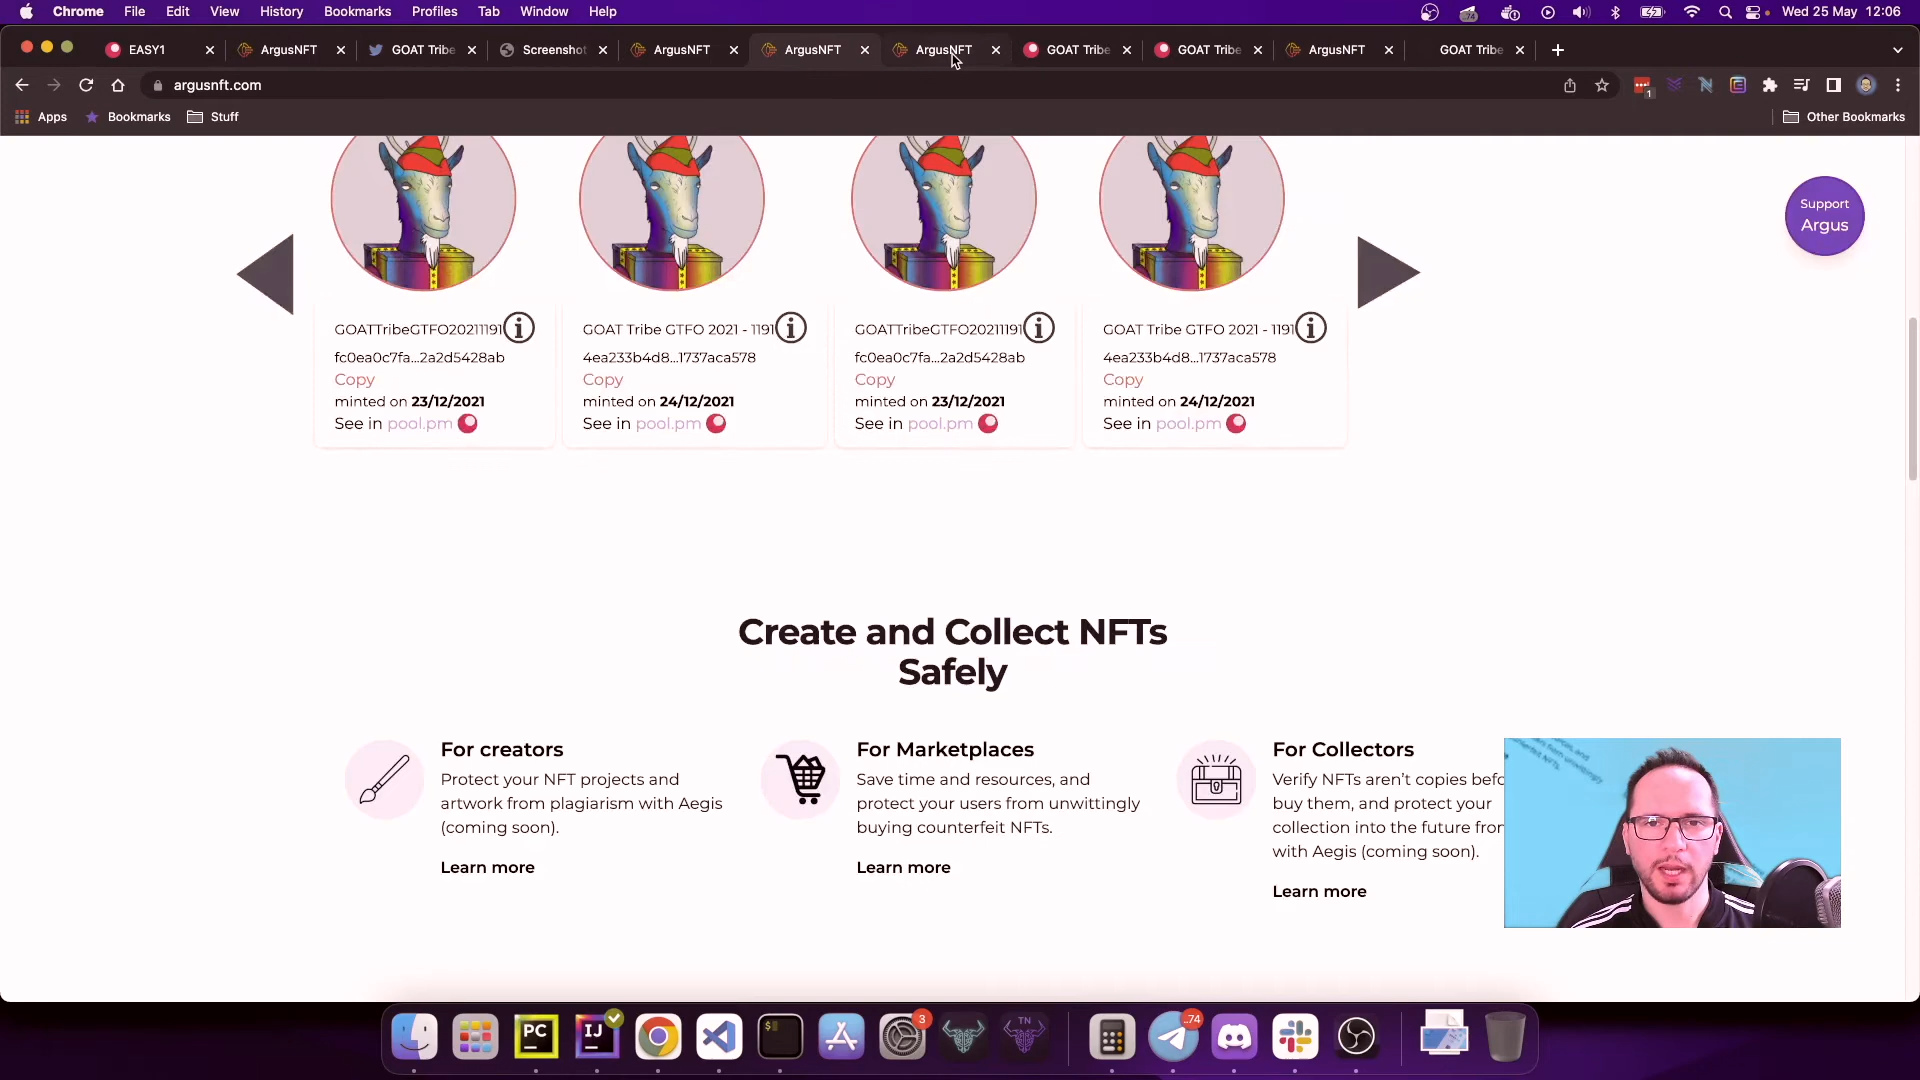 Chrome File Edit View History Bookmarks Profiles Tab Window Help
74
Wed 25 May 12:06
EASY1
ArgusNFT
GOAT Tribe
Screenshot
ArgusNFT
ArgusNFT
ArgusNFT
GOAT Tribe
GOAT Tribe
ArgusNFT
GOAT Tribe
argusnft.com
1
Apps
Bookmarks
Stuff
Other Bookmarks
Support
Argus
GOATTribeGTFO20211191
fc0ea0c7fa...2a2d5428ab
Copy
minted on 23/12/2021
See in pool.pm
GOAT Tribe GTFO 2021 - 1191
4ea233b4d8...1737aca578
Copy
minted on 24/12/2021
See in pool.pm
GOATTribeGTFO20211191
fc0ea0c7fa...2a2d5428ab
Copy
minted on 23/12/2021
See in pool.pm
GOAT Tribe GTFO 2021 - 1191
4ea233b4d8...1737aca578
Copy
minted on 24/12/2021
See in pool.pm
Create and Collect NFTs
Safely
For creators
Protect your NFT projects and
artwork from plagiarism with Aegis
(coming soon).
Learn more
For Marketplaces
Save time and resources, and
protect your users from unwittingly
buying counterfeit NFTs.
Learn more
For Collectors
Verify NFTs aren't copies befo
buy them, and protect your
collection into the future from
with Aegis (coming soon).
Learn more
PC
IJ
$
3
TN
74